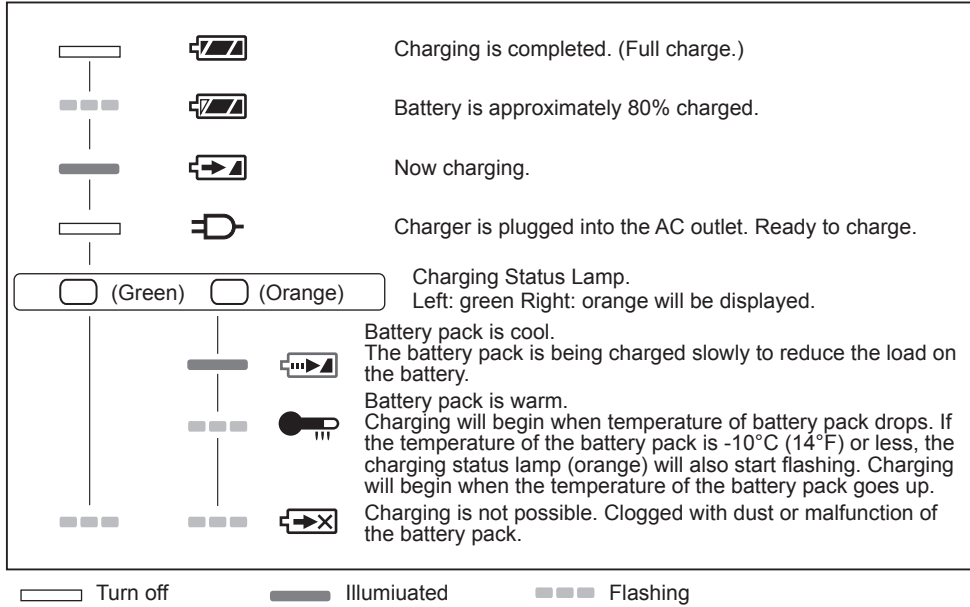 Charging is completed. (Full charge.)
Battery is approximately 80% charged.
Now charging.
Charger is plugged into the AC outlet. Ready to charge.
(Green) (Orange)
Charging Status Lamp.
Left: green Right: orange will be displayed.
Battery pack is cool.
The battery pack is being charged slowly to reduce the load on
the battery.
Battery pack is warm.
Charging will begin when temperature of battery pack drops. If
the temperature of the battery pack is -10°C (14°F) or less, the
charging status lamp (orange) will also start flashing. Charging
will begin when the temperature of the battery pack goes up.
Charging is not possible. Clogged with dust or malfunction of
the battery pack.
Turn off Illumiuated Flashing